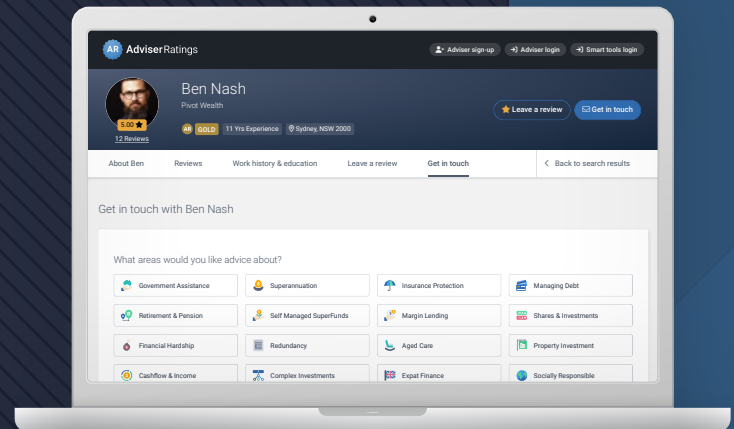 AR AdviserRatings
Adviser sign-up Adviser login Smart tools login
Ben Nash
Pivot Wealth
5.00
12 Reviews
AR GOLD 11 Yrs Experience Sydney, NSW 2000
Leave a review Get in touch
About Ben Reviews Work history & education Leave a review Get in touch Back to search results
Get in touch with Ben Nash
What areas would you like advice about?
Government Assistance Superannuation Insurance Protection Managing Debt
Retirement & Pension Self Managed SuperFunds Margin Lending Shares & Investments
Financial Hardship Redundancy Aged Care Property Investment
Cashflow & Income Complex Investments Expat Finance Socially Responsible